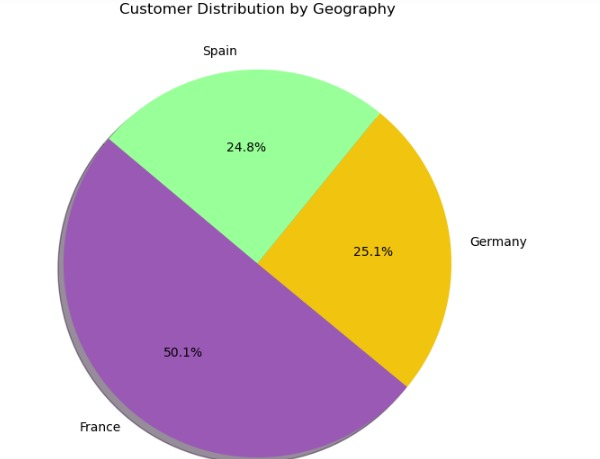 Customer Distribution by Geography
Spain
24.8%
Germany
25.1%
50.1%
France